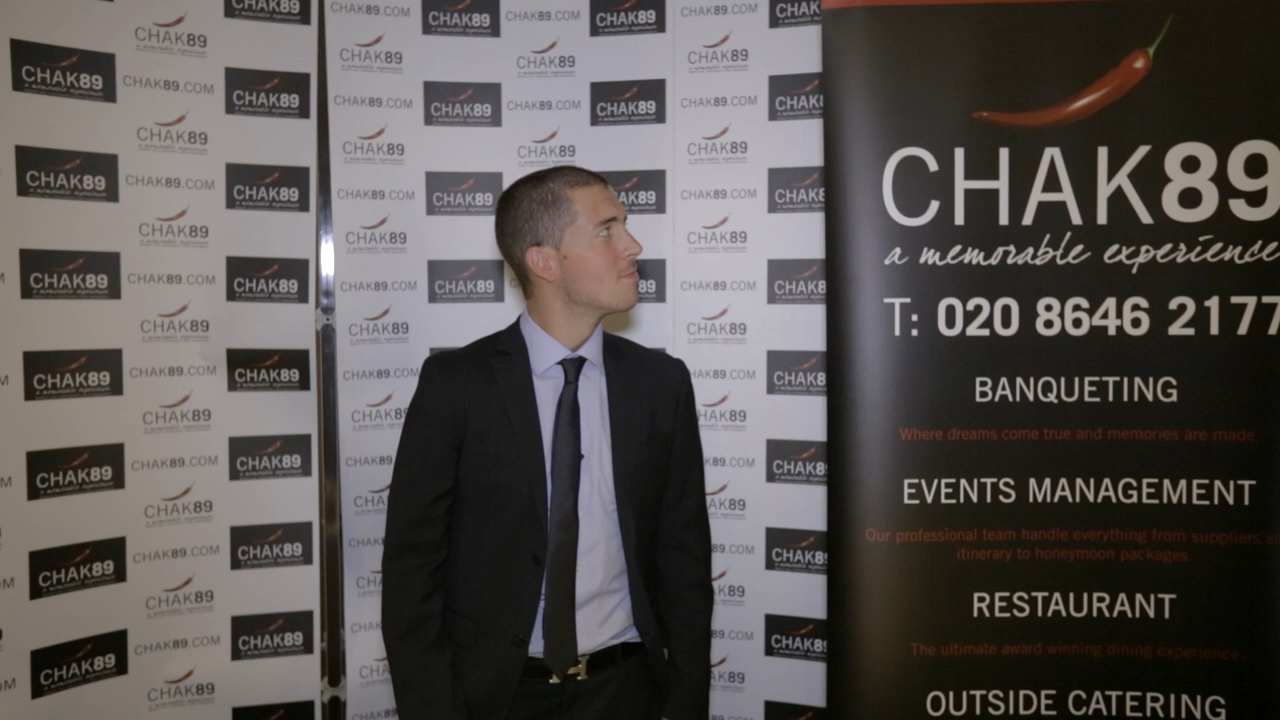 CHAK89
a memorable experience
T: 020 8646 2177
BANQUETING
Where dreams come true and memories are made.
EVENTS MANAGEMENT
Our professional team handle everything from suppliers
itinerary to honeymoon packages.
RESTAURANT
The ultimate award winning dining experience.
OUTSIDE CATERING
CHAK89
a memorable experience
CHAK89.COM